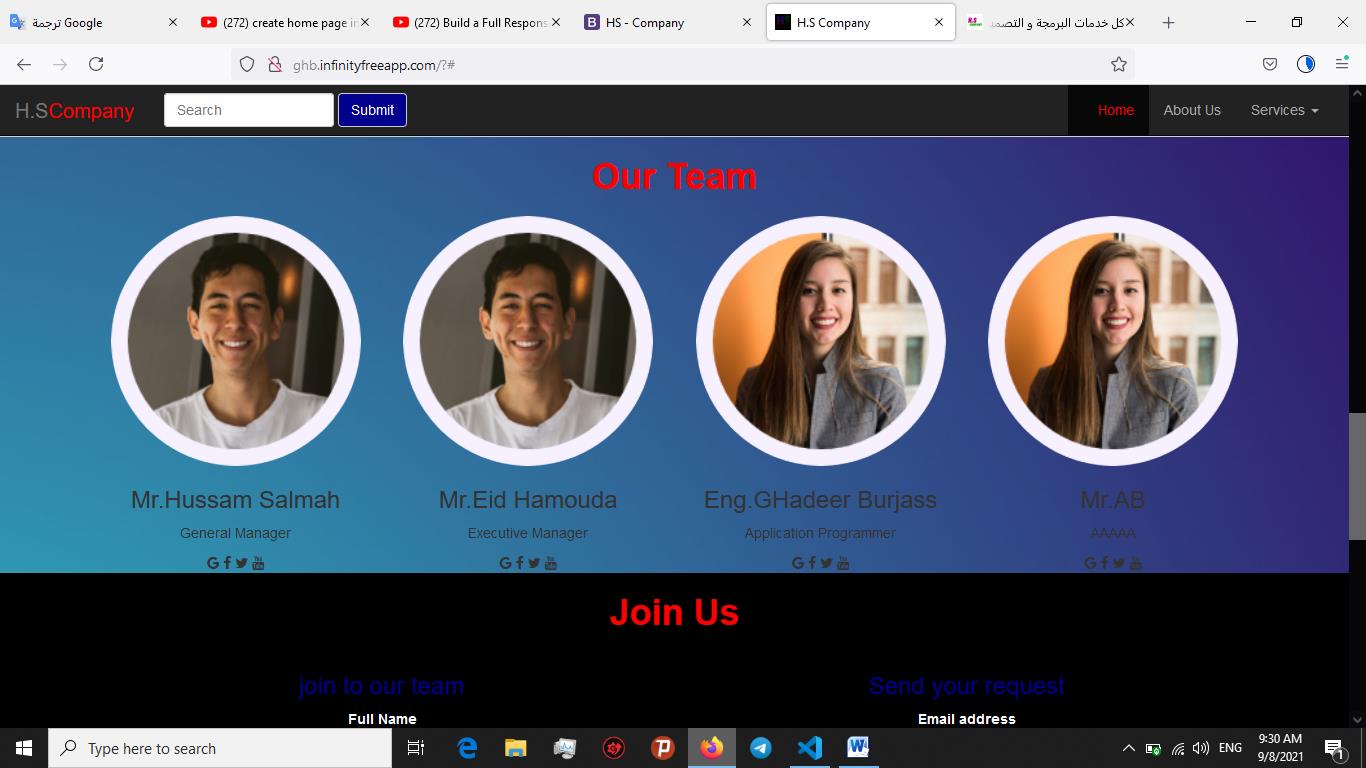 ترجمة Google
(272) create home page in
(272) Build a Full Respons
HS - Company
H.S Company
كل خدمات البرمجة و التصمي
ghb.infinityfreeapp.com/?#
H.SCompany
Search
Submit
Home
About Us
Services
Our Team
Mr.Hussam Salmah
Mr.Eid Hamouda
Eng.GHadeer Burjass
Mr.AB
General Manager
Executive Manager
Application Programmer
AAAAA
Join Us
join to our team
Send your request
Full Name
Email address
Type here to search
ENG
9:30 AM
9/8/2021
1